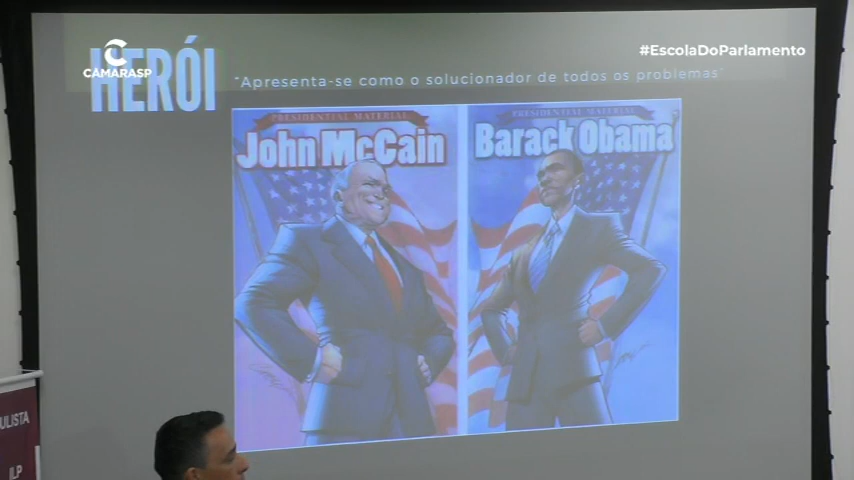 HERÓI
CÂMARASP
#EscolaDoParlamento
"Apresenta-se como o solucionador de todos os problemas"
PRESIDENTIAL MATERIAL
John McCain
PRESIDENTIAL MATERIAL
Barack Obama
ULISTA
ILP